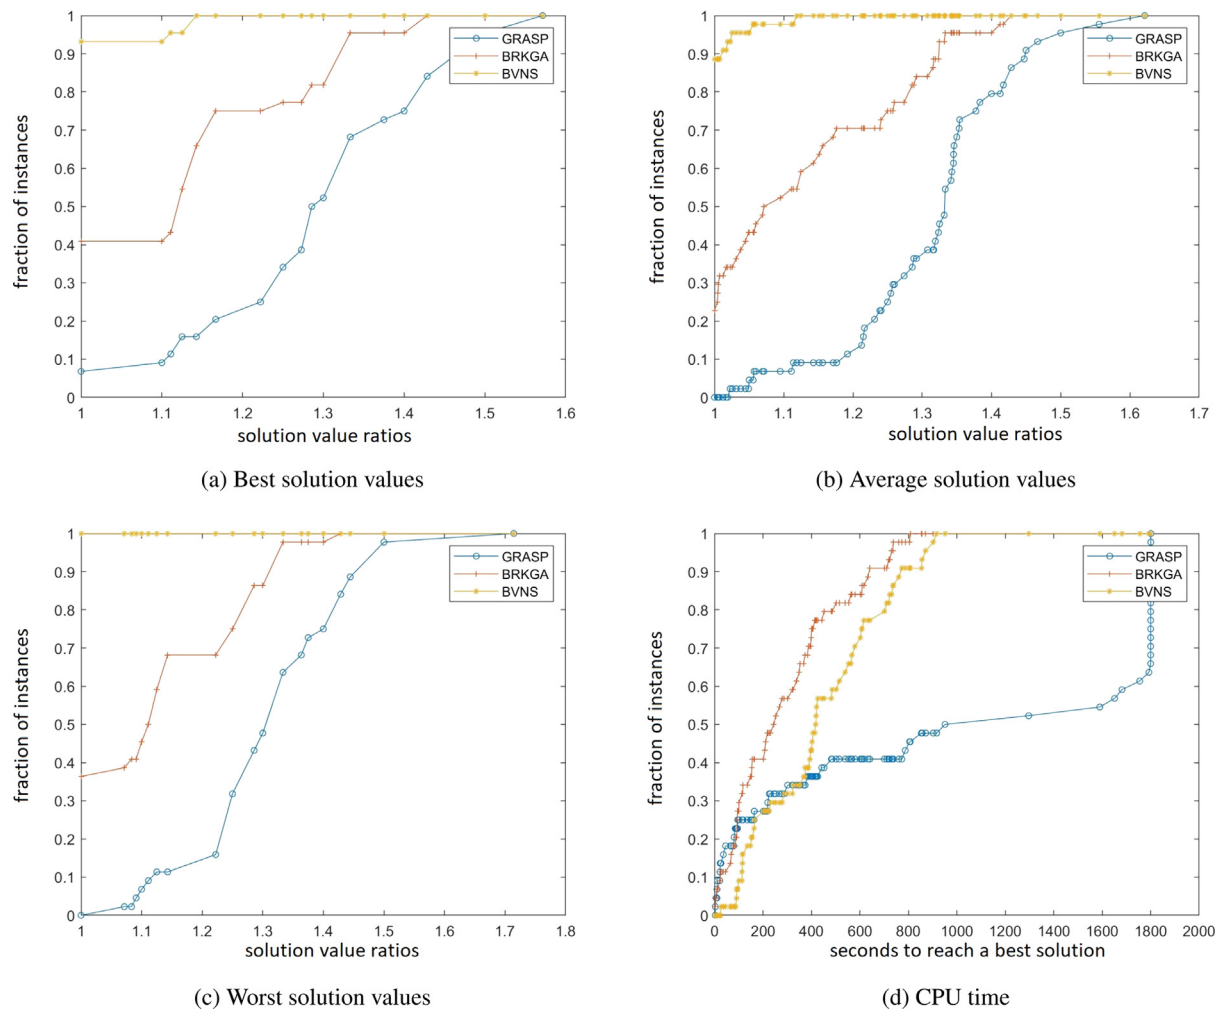 1
0.9
0.8
0.7
0.6
0.5
0.4
0.3
0.2
0.1
0
fraction of instances
1 1.1 1.2 1.3 1.4 1.5 1.6
solution value ratios
GRASP
BRKGA
BVNS
(a) Best solution values
1
0.9
0.8
0.7
0.6
0.5
0.4
0.3
0.2
0.1
0
fraction of instances
1 1.1 1.2 1.3 1.4 1.5 1.6 1.7
solution value ratios
GRASP
BRKGA
BVNS
(b) Average solution values
1
0.9
0.8
0.7
0.6
0.5
0.4
0.3
0.2
0.1
0
fraction of instances
1 1.1 1.2 1.3 1.4 1.5 1.6 1.7 1.8
solution value ratios
GRASP
BRKGA
BVNS
(c) Worst solution values
1
0.9
0.8
0.7
0.6
0.5
0.4
0.3
0.2
0.1
0
fraction of instances
0 200 400 600 800 1000 1200 1400 1600 1800 2000
seconds to reach a best solution
GRASP
BRKGA
BVNS
(d) CPU time